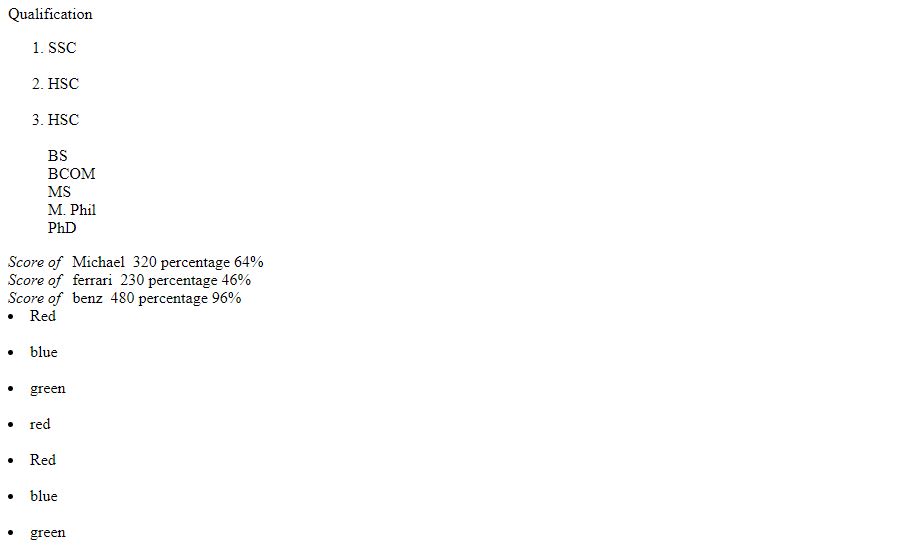 Qualification
1. SSC
2. HSC
3. HSC
BS
BCOM
MS
M. Phil
PhD
Score of Michael 320 percentage 64%
Score of ferrari 230 percentage 46%
Score of benz 480 percentage 96%
• Red
• blue
• green
• red
• Red
• blue
• green